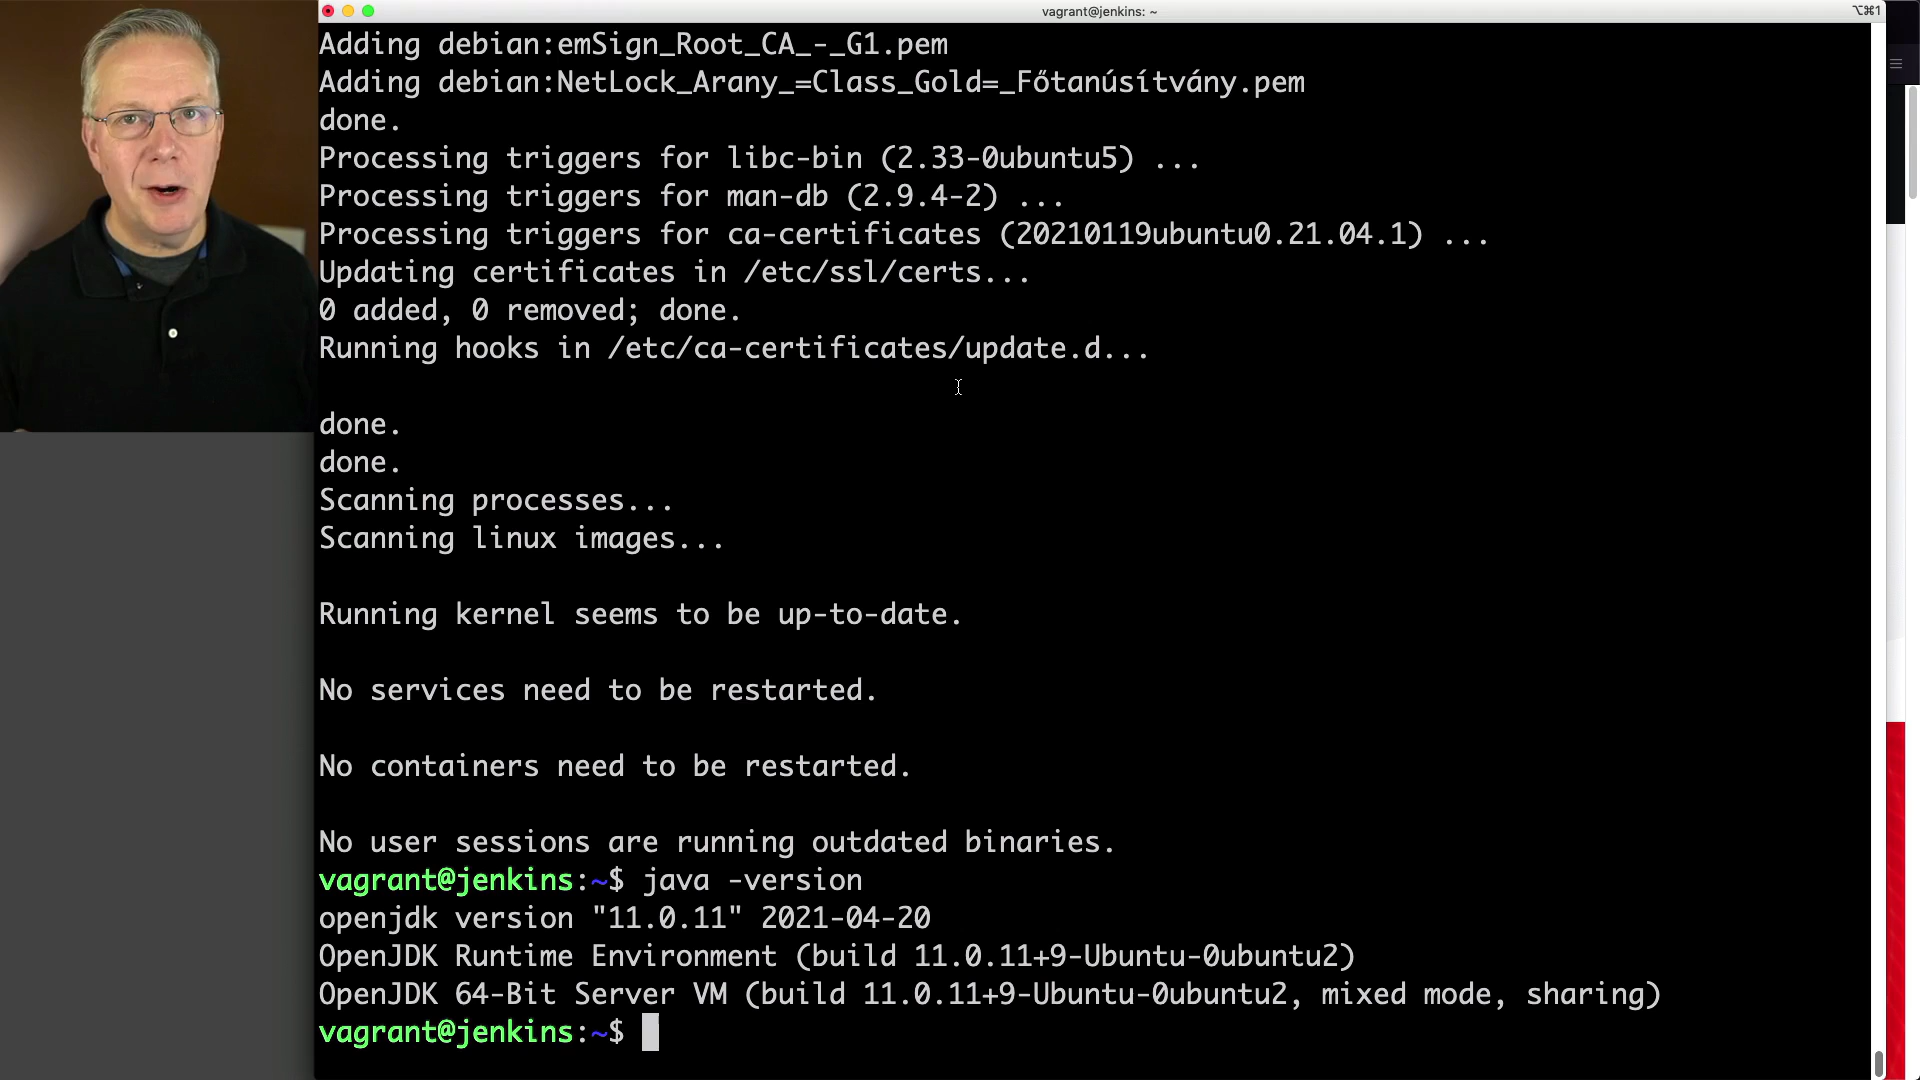 vagrant@jenkins: ~
⌥⌘1
Adding debian:emSign_Root_CA_-_G1.pem
Adding debian:NetLock_Arany_=Class_Gold=_Főtanúsítvány.pem
done.
Processing triggers for libc-bin (2.33-0ubuntu5) ...
Processing triggers for man-db (2.9.4-2) ...
Processing triggers for ca-certificates (20210119ubuntu0.21.04.1) ...
Updating certificates in /etc/ssl/certs...
0 added, 0 removed; done.
Running hooks in /etc/ca-certificates/update.d...
done.
done.
Scanning processes...
Scanning linux images...
Running kernel seems to be up-to-date.
No services need to be restarted.
No containers need to be restarted.
No user sessions are running outdated binaries.
vagrant@jenkins:~$ java -version
openjdk version "11.0.11" 2021-04-20
OpenJDK Runtime Environment (build 11.0.11+9-Ubuntu-0ubuntu2)
OpenJDK 64-Bit Server VM (build 11.0.11+9-Ubuntu-0ubuntu2, mixed mode, sharing)
vagrant@jenkins:~$